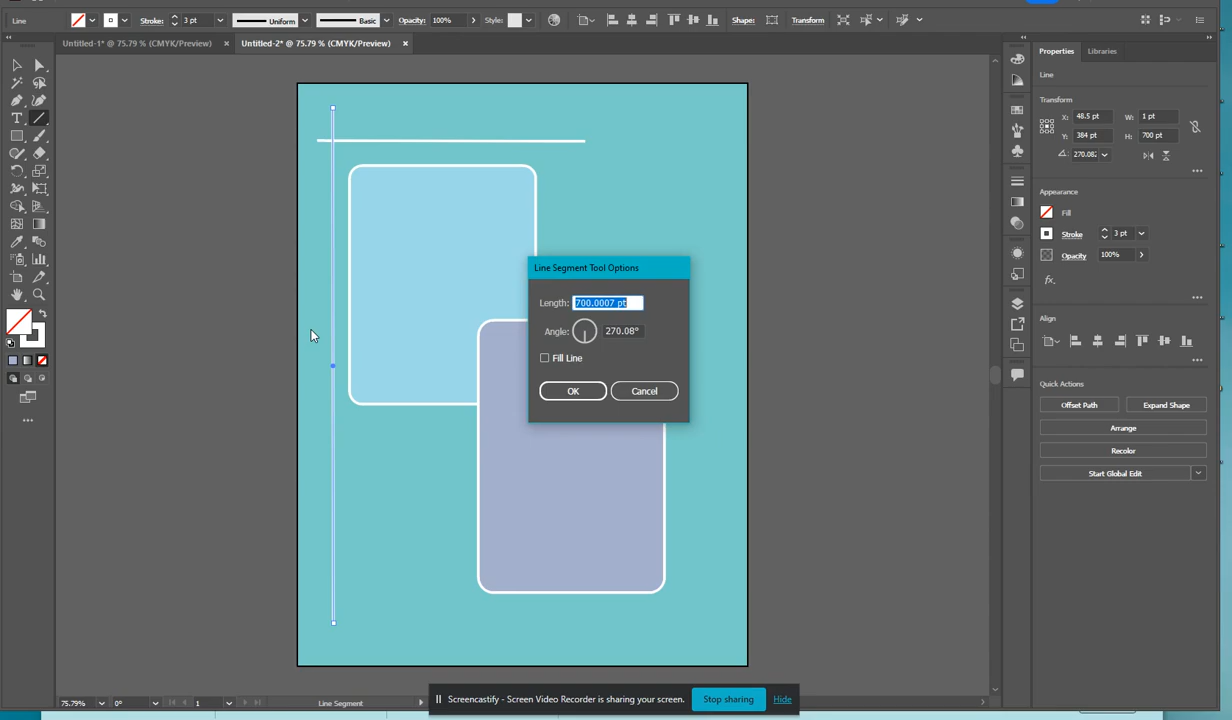 Line Stroke: 3 pt Uniform Basic Opacity: 100% Style: Shape: Transform
Untitled-1* @ 75.79 % (CMYK/Preview) × Untitled-2* @ 75.79 % (CMYK/Preview) ×
Properties Libraries
Line
Transform
X: 48.5 pt W: 1 pt
Y: 384 pt H: 700 pt
270.08
Appearance
Fill
Stroke 3 pt
Opacity 100%
fx.
Align
Quick Actions
Offset Path Expand Shape
Arrange
Recolor
Start Global Edit
Line Segment Tool Options
Length: 700.0007 pt
Angle: 270.08°
Fill Line
OK Cancel
75.79% 0° 1 Line Segment
Screencastify - Screen Video Recorder is sharing your screen. Stop sharing Hide